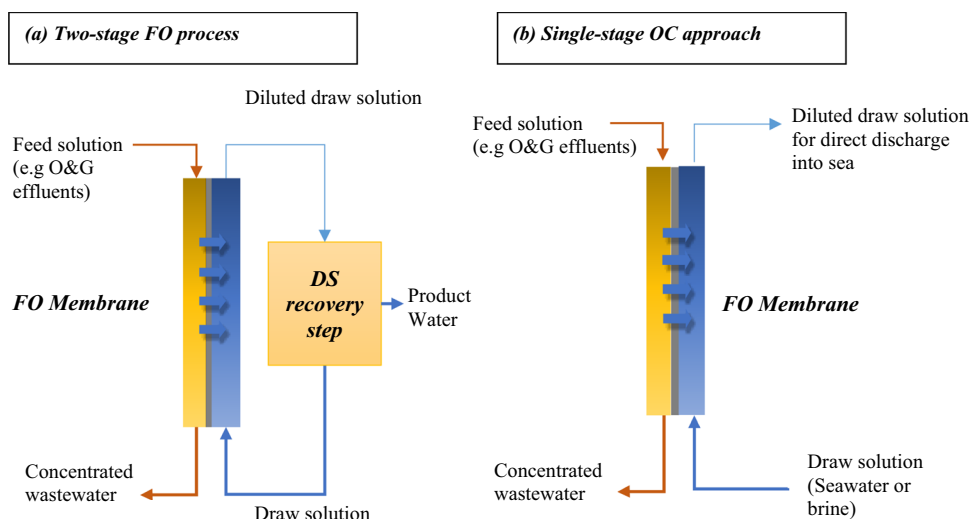 (a) Two-stage FO process
Diluted draw solution
Feed solution
(e.g O&G
effluents)
FO Membrane
DS
recovery
step
Product
Water
Concentrated
wastewater
Draw solution
(b) Single-stage OC approach
Feed solution
(e.g O&G effluents)
Diluted draw solution
for direct discharge
into sea
FO Membrane
Concentrated
wastewater
Draw solution
(Seawater or
brine)